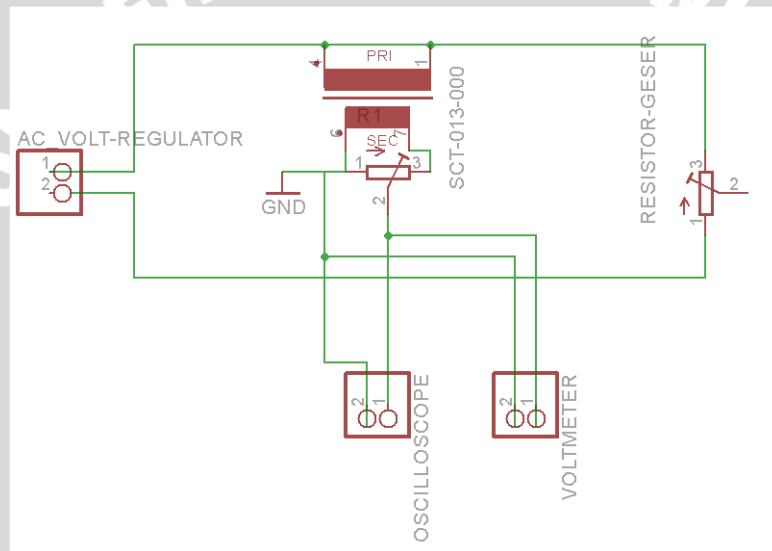 PRI
4
1
R1
6
7
SEC
SCT-013-000
AC_VOLT-REGULATOR
1
2
1
3
2
GND
RESISTOR-GESER
3
2
1
2
1
OSCILLOSCOPE
2
1
VOLTMETER